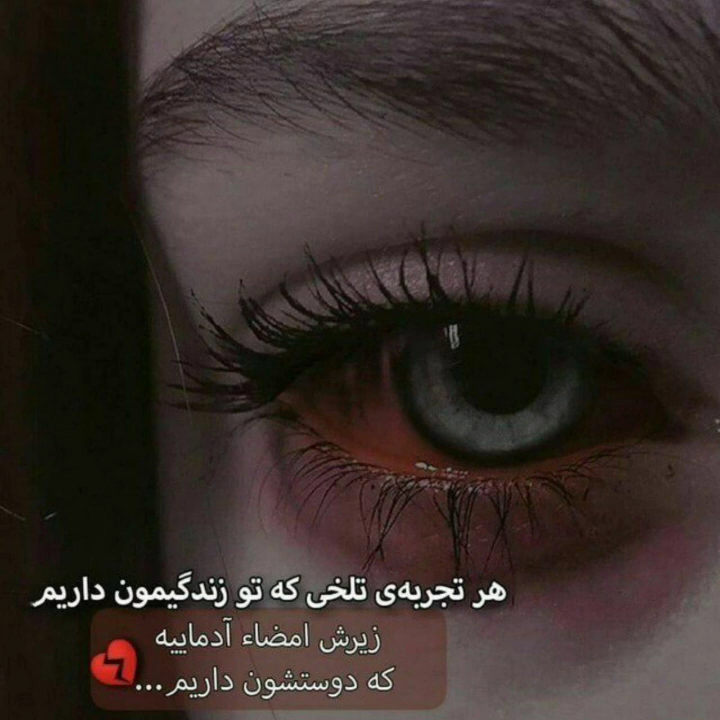 هر تجربه‌ی تلخی که تو زندگیمون داریم
زیرش امضاء آدماییه
که دوستشون داریم...💔